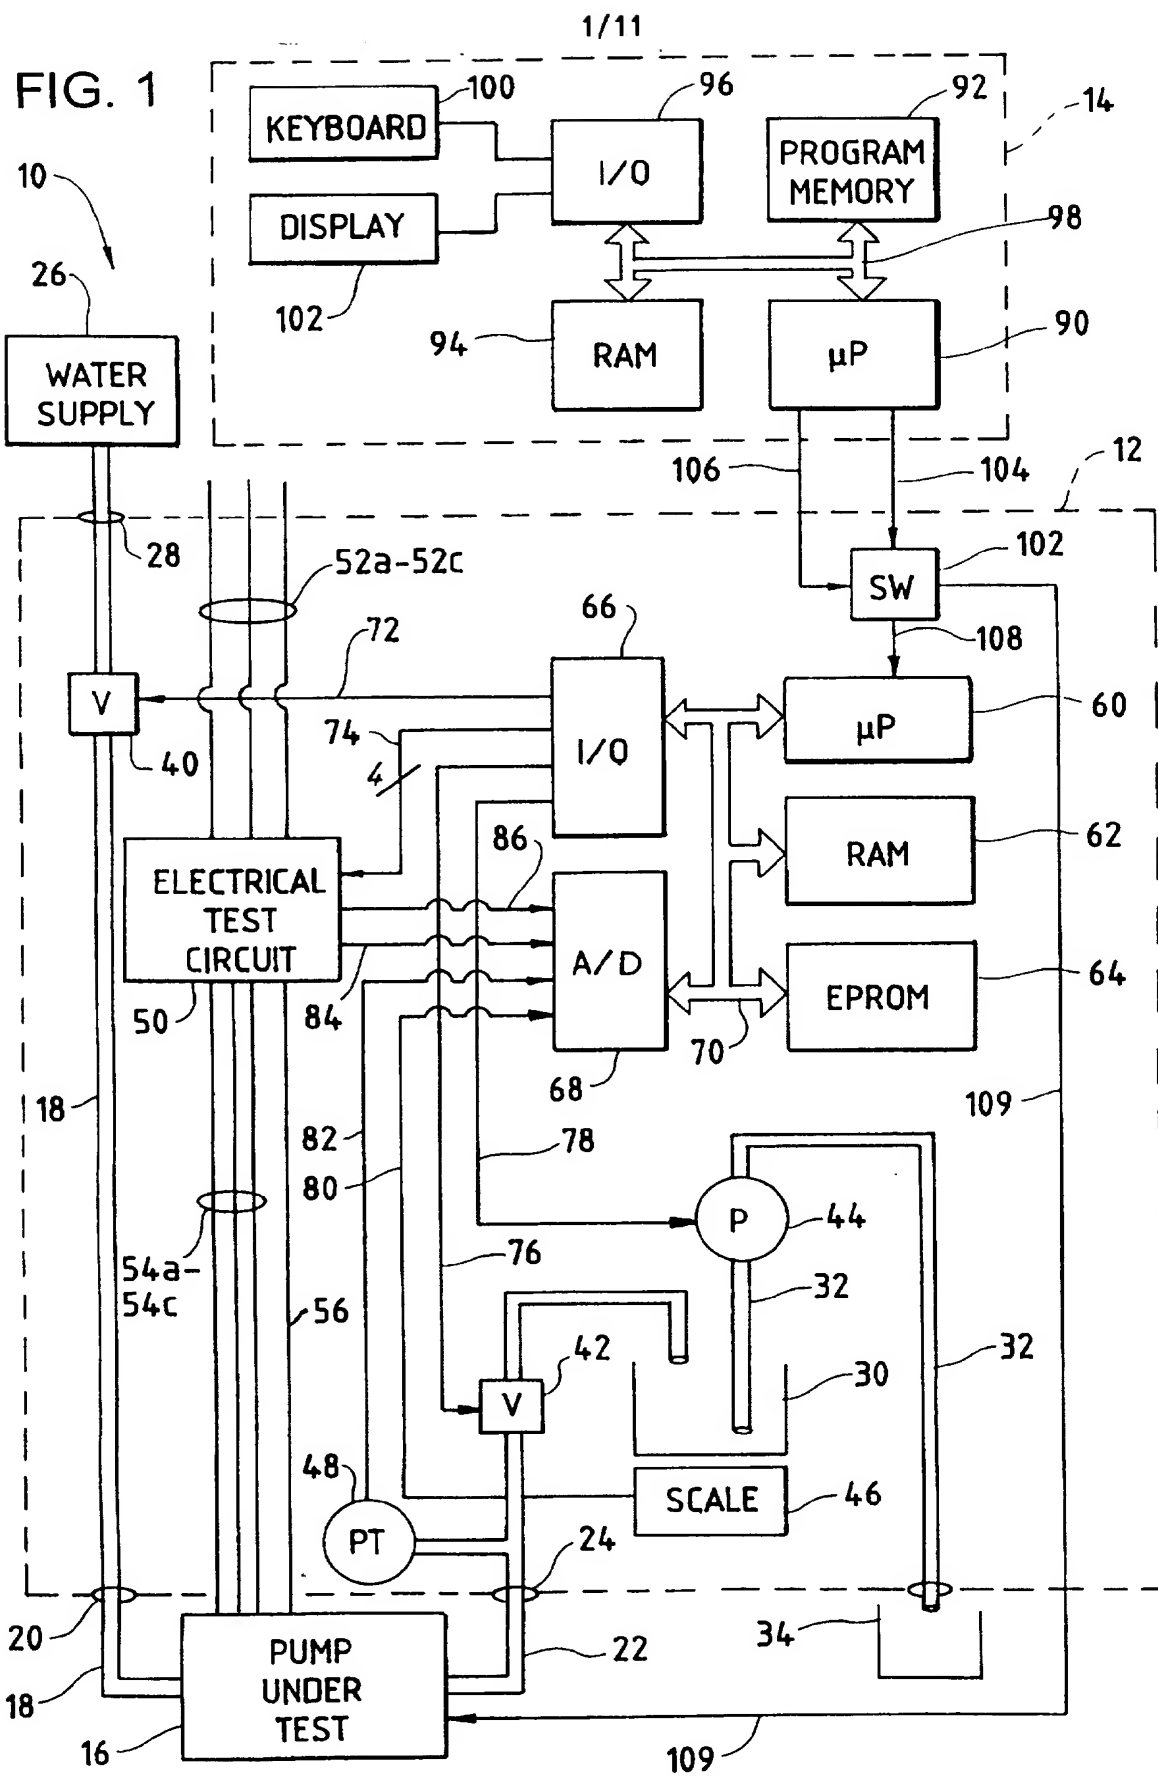 1/11
FIG. 1
100
96
92
14
KEYBOARD
I/O
PROGRAM
MEMORY
10
DISPLAY
98
26
102
94
RAM
µP
90
WATER
SUPPLY
106
104
12
28
52a-52c
102
SW
66
72
108
V
74
I/O
µP
60
40
4
86
RAM
62
ELECTRICAL
TEST
CIRCUIT
A/D
EPROM
64
50
84
70
68
18
109
82
78
80
P
44
76
54a-
54c
32
56
42
32
30
V
48
SCALE
46
PT
24
20
34
PUMP
UNDER
TEST
22
18
16
109